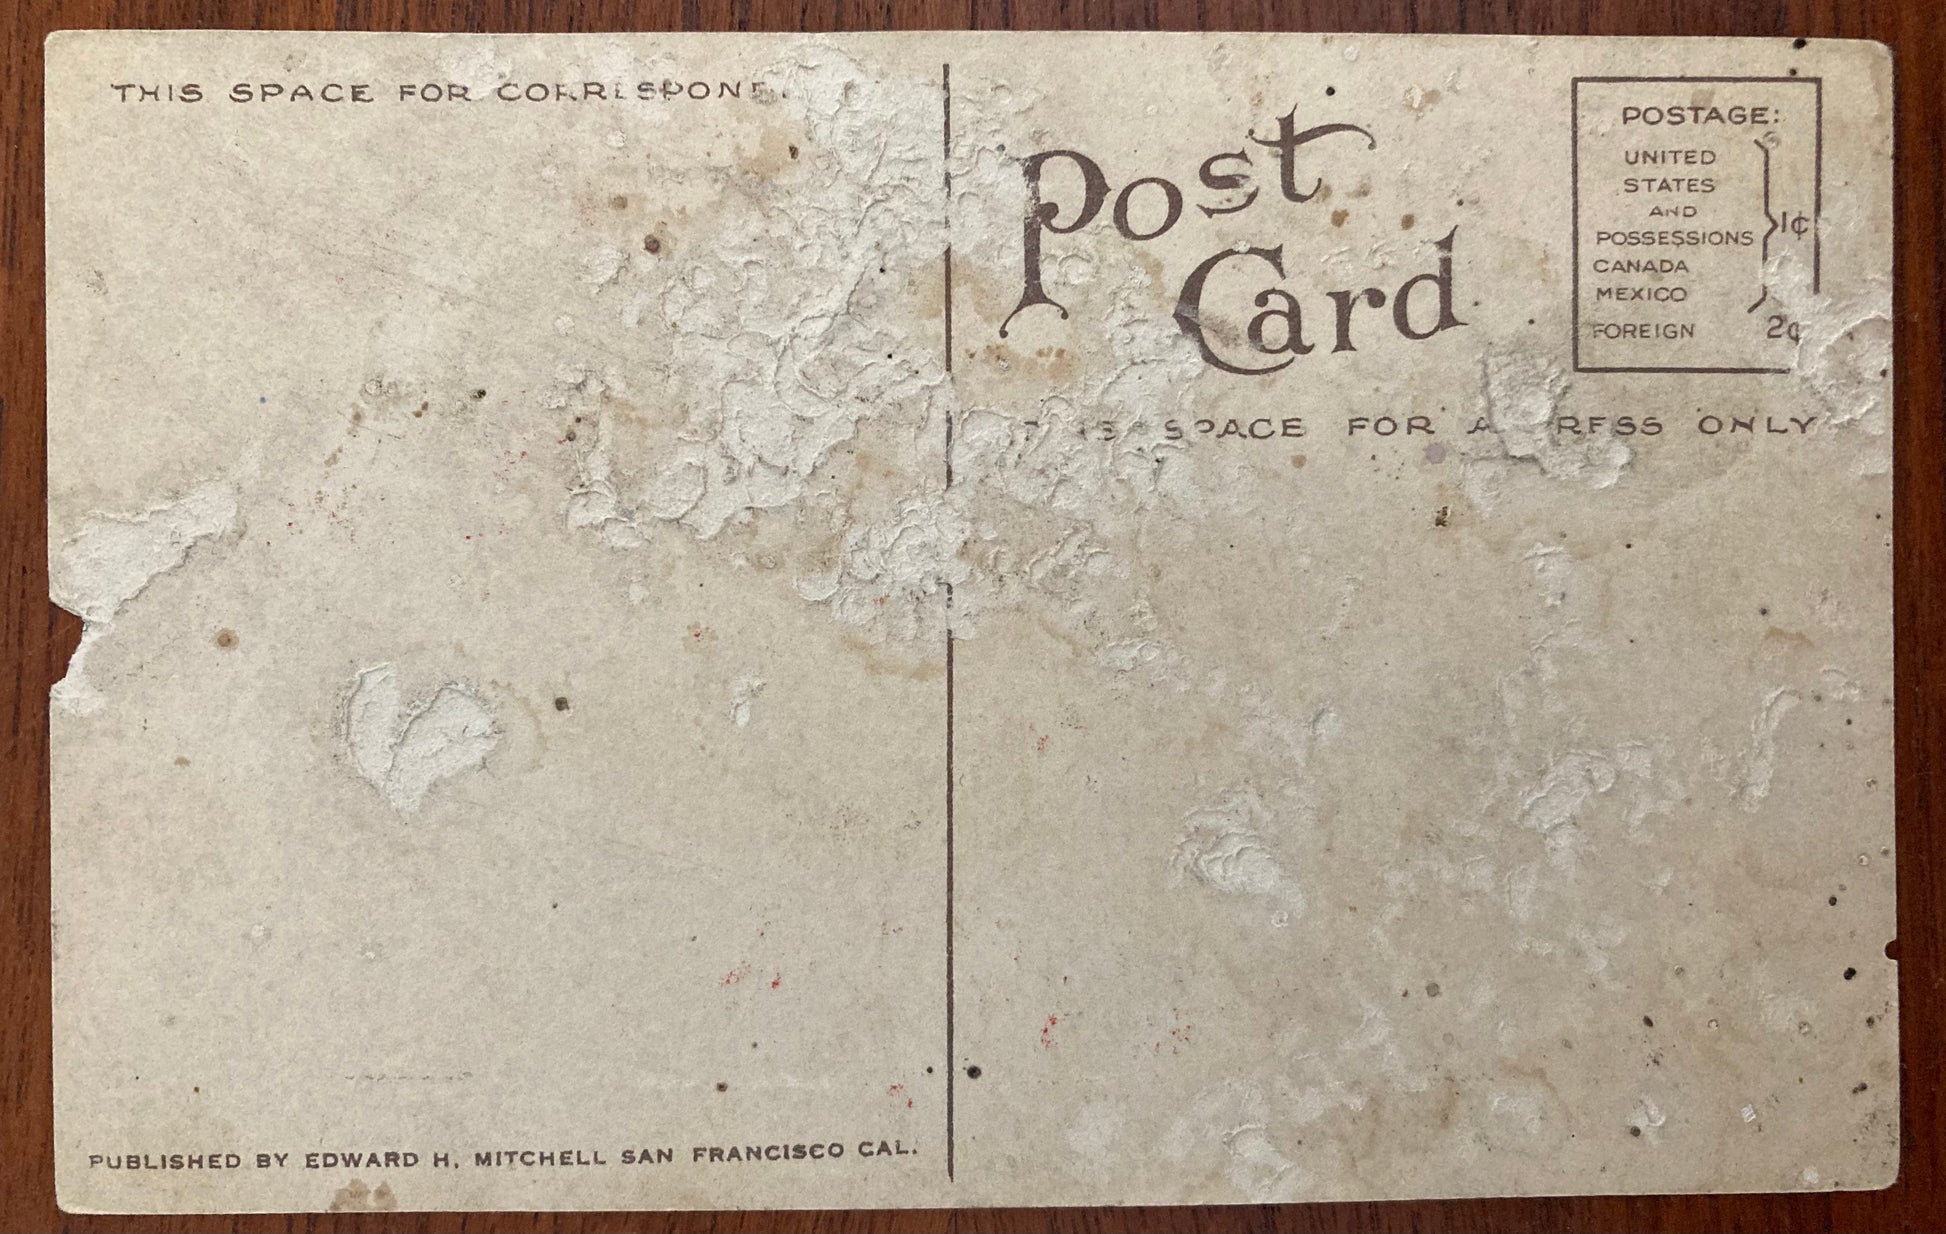 THIS SPACE FOR CORRESPON
Post
Card
POSTAGE:
UNITED
STATES
AND
POSSESSIONS
CANADA
MEXICO
1¢
FOREIGN 2¢
SPACE FOR ONLY
PUBLISHED BY EDWARD H. MITCHELL SAN FRANCISCO CAL.